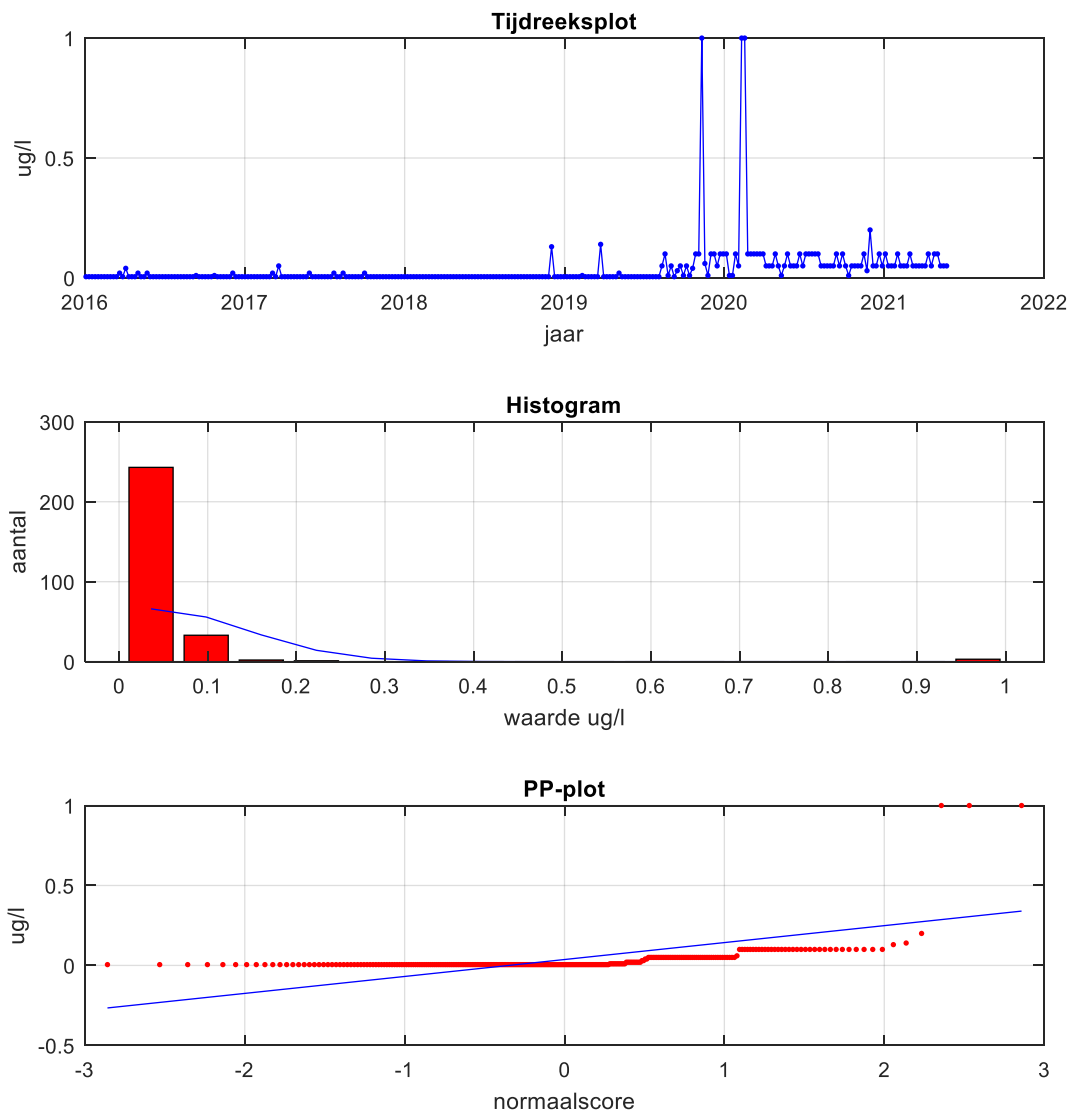 Tijdreeksplot
1
0.5
0
ug/l
2016 2017 2018 2019 2020 2021 2022
jaar
Histogram
300
200
100
0
aantal
0 0.1 0.2 0.3 0.4 0.5 0.6 0.7 0.8 0.9 1
waarde ug/l
PP-plot
1
0.5
0
-0.5
ug/l
-3 -2 -1 0 1 2 3
normaalscore